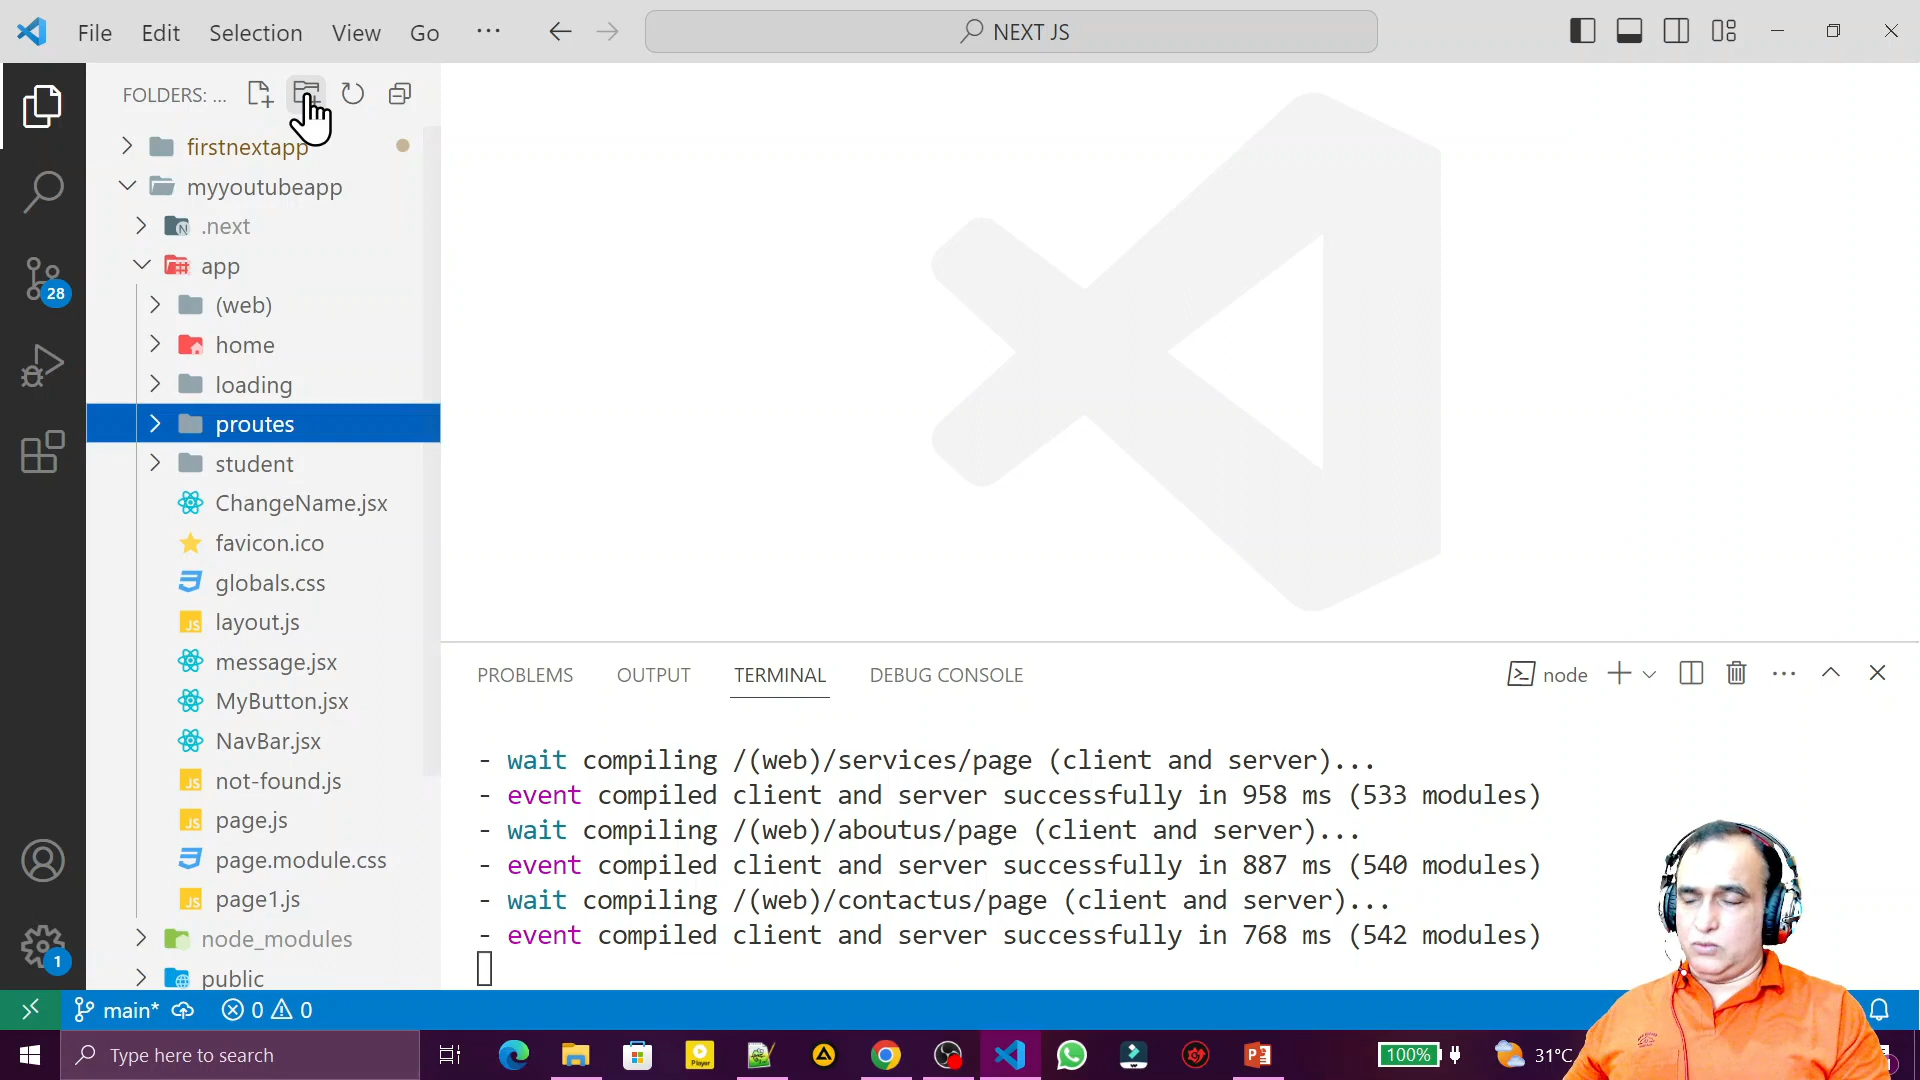 File Edit Selection View Go ... NEXT JS
FOLDERS: ...
firstnextapp
myyoutubeapp
.next
app
(web)
home
loading
proutes
student
ChangeName.jsx
favicon.ico
globals.css
layout.js
message.jsx
MyButton.jsx
NavBar.jsx
not-found.js
page.js
page.module.css
page1.js
node_modules
public
28
1
PROBLEMS OUTPUT TERMINAL DEBUG CONSOLE node
- wait compiling /(web)/services/page (client and server)...
- event compiled client and server successfully in 958 ms (533 modules)
- wait compiling /(web)/aboutus/page (client and server)...
- event compiled client and server successfully in 887 ms (540 modules)
- wait compiling /(web)/contactus/page (client and server)...
- event compiled client and server successfully in 768 ms (542 modules)
main* 0 0
Type here to search 100% 31°C